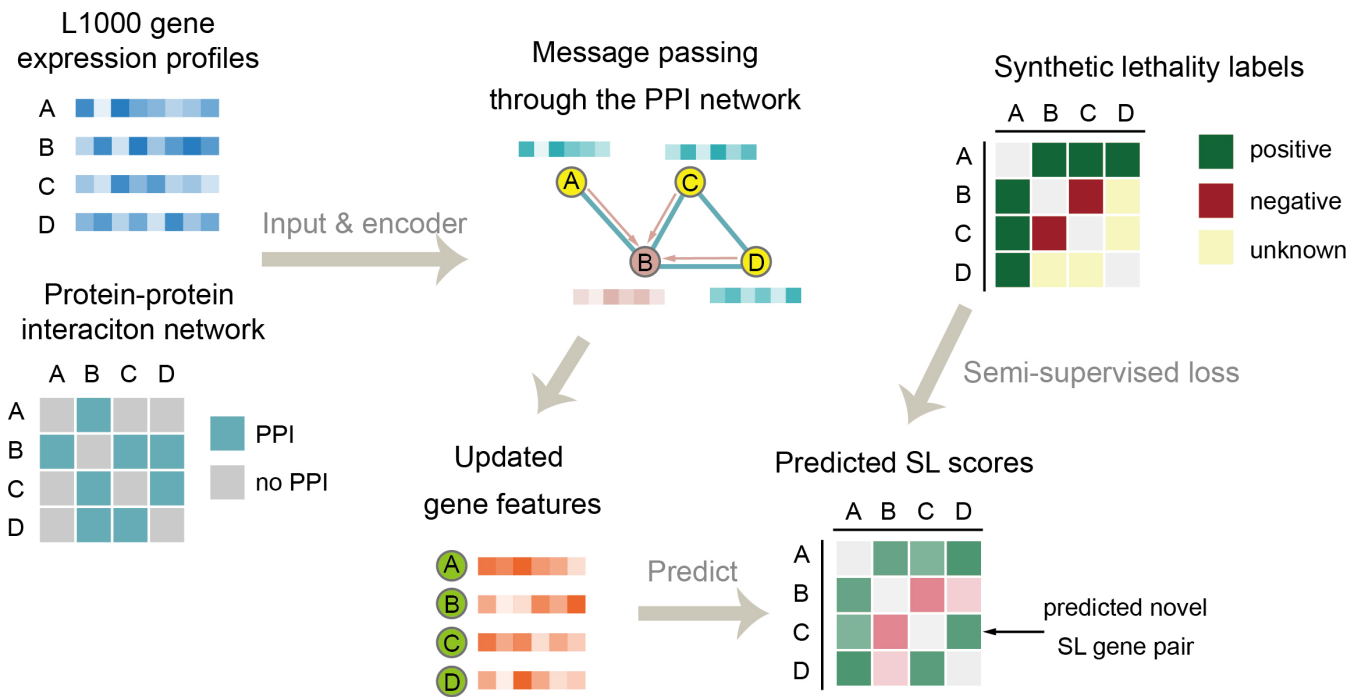 L1000 gene
expression profiles
A
B
C
D
Protein-protein
interaciton network
A B C D
A
B
C
D
PPI
no PPI
Input & encoder
Message passing
through the PPI network
A
C
B
D
Updated
gene features
A
B
C
D
Predict
Synthetic lethality labels
A B C D
A
B
C
D
positive
negative
unknown
Semi-supervised loss
Predicted SL scores
A B C D
A
B
C
D
predicted novel
SL gene pair